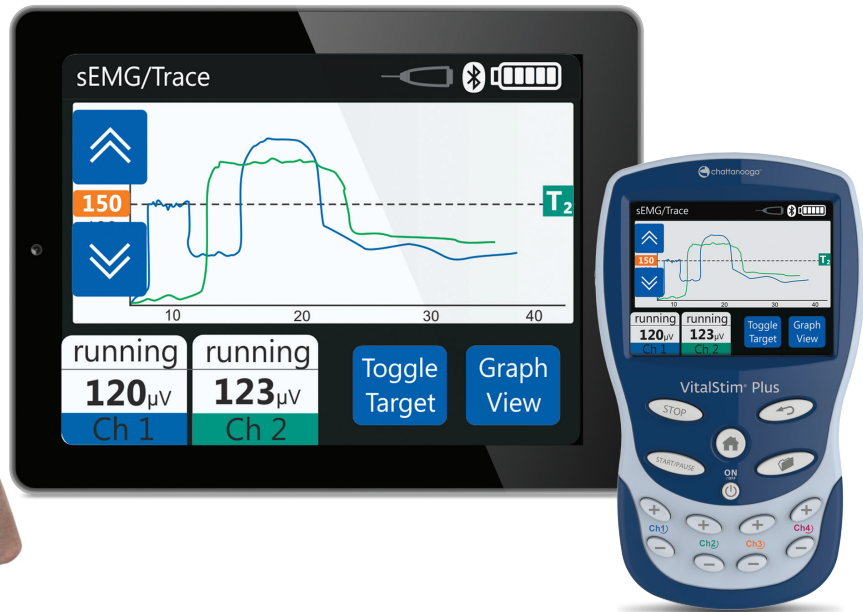 sEMG/Trace
150
T2
10 20 30 40
running running
120µV 123µV
Ch 1 Ch 2
Toggle
Target
Graph
View
chattanooga
sEMG/Trace
150
T2
10 20 30 40
running running
120µV 123µV
Ch 1 Ch 2
Toggle
Target
Graph
View
VitalStim® Plus
STOP
START/PAUSE
ON
Ch1)
Ch2)
Ch3)
Ch4)